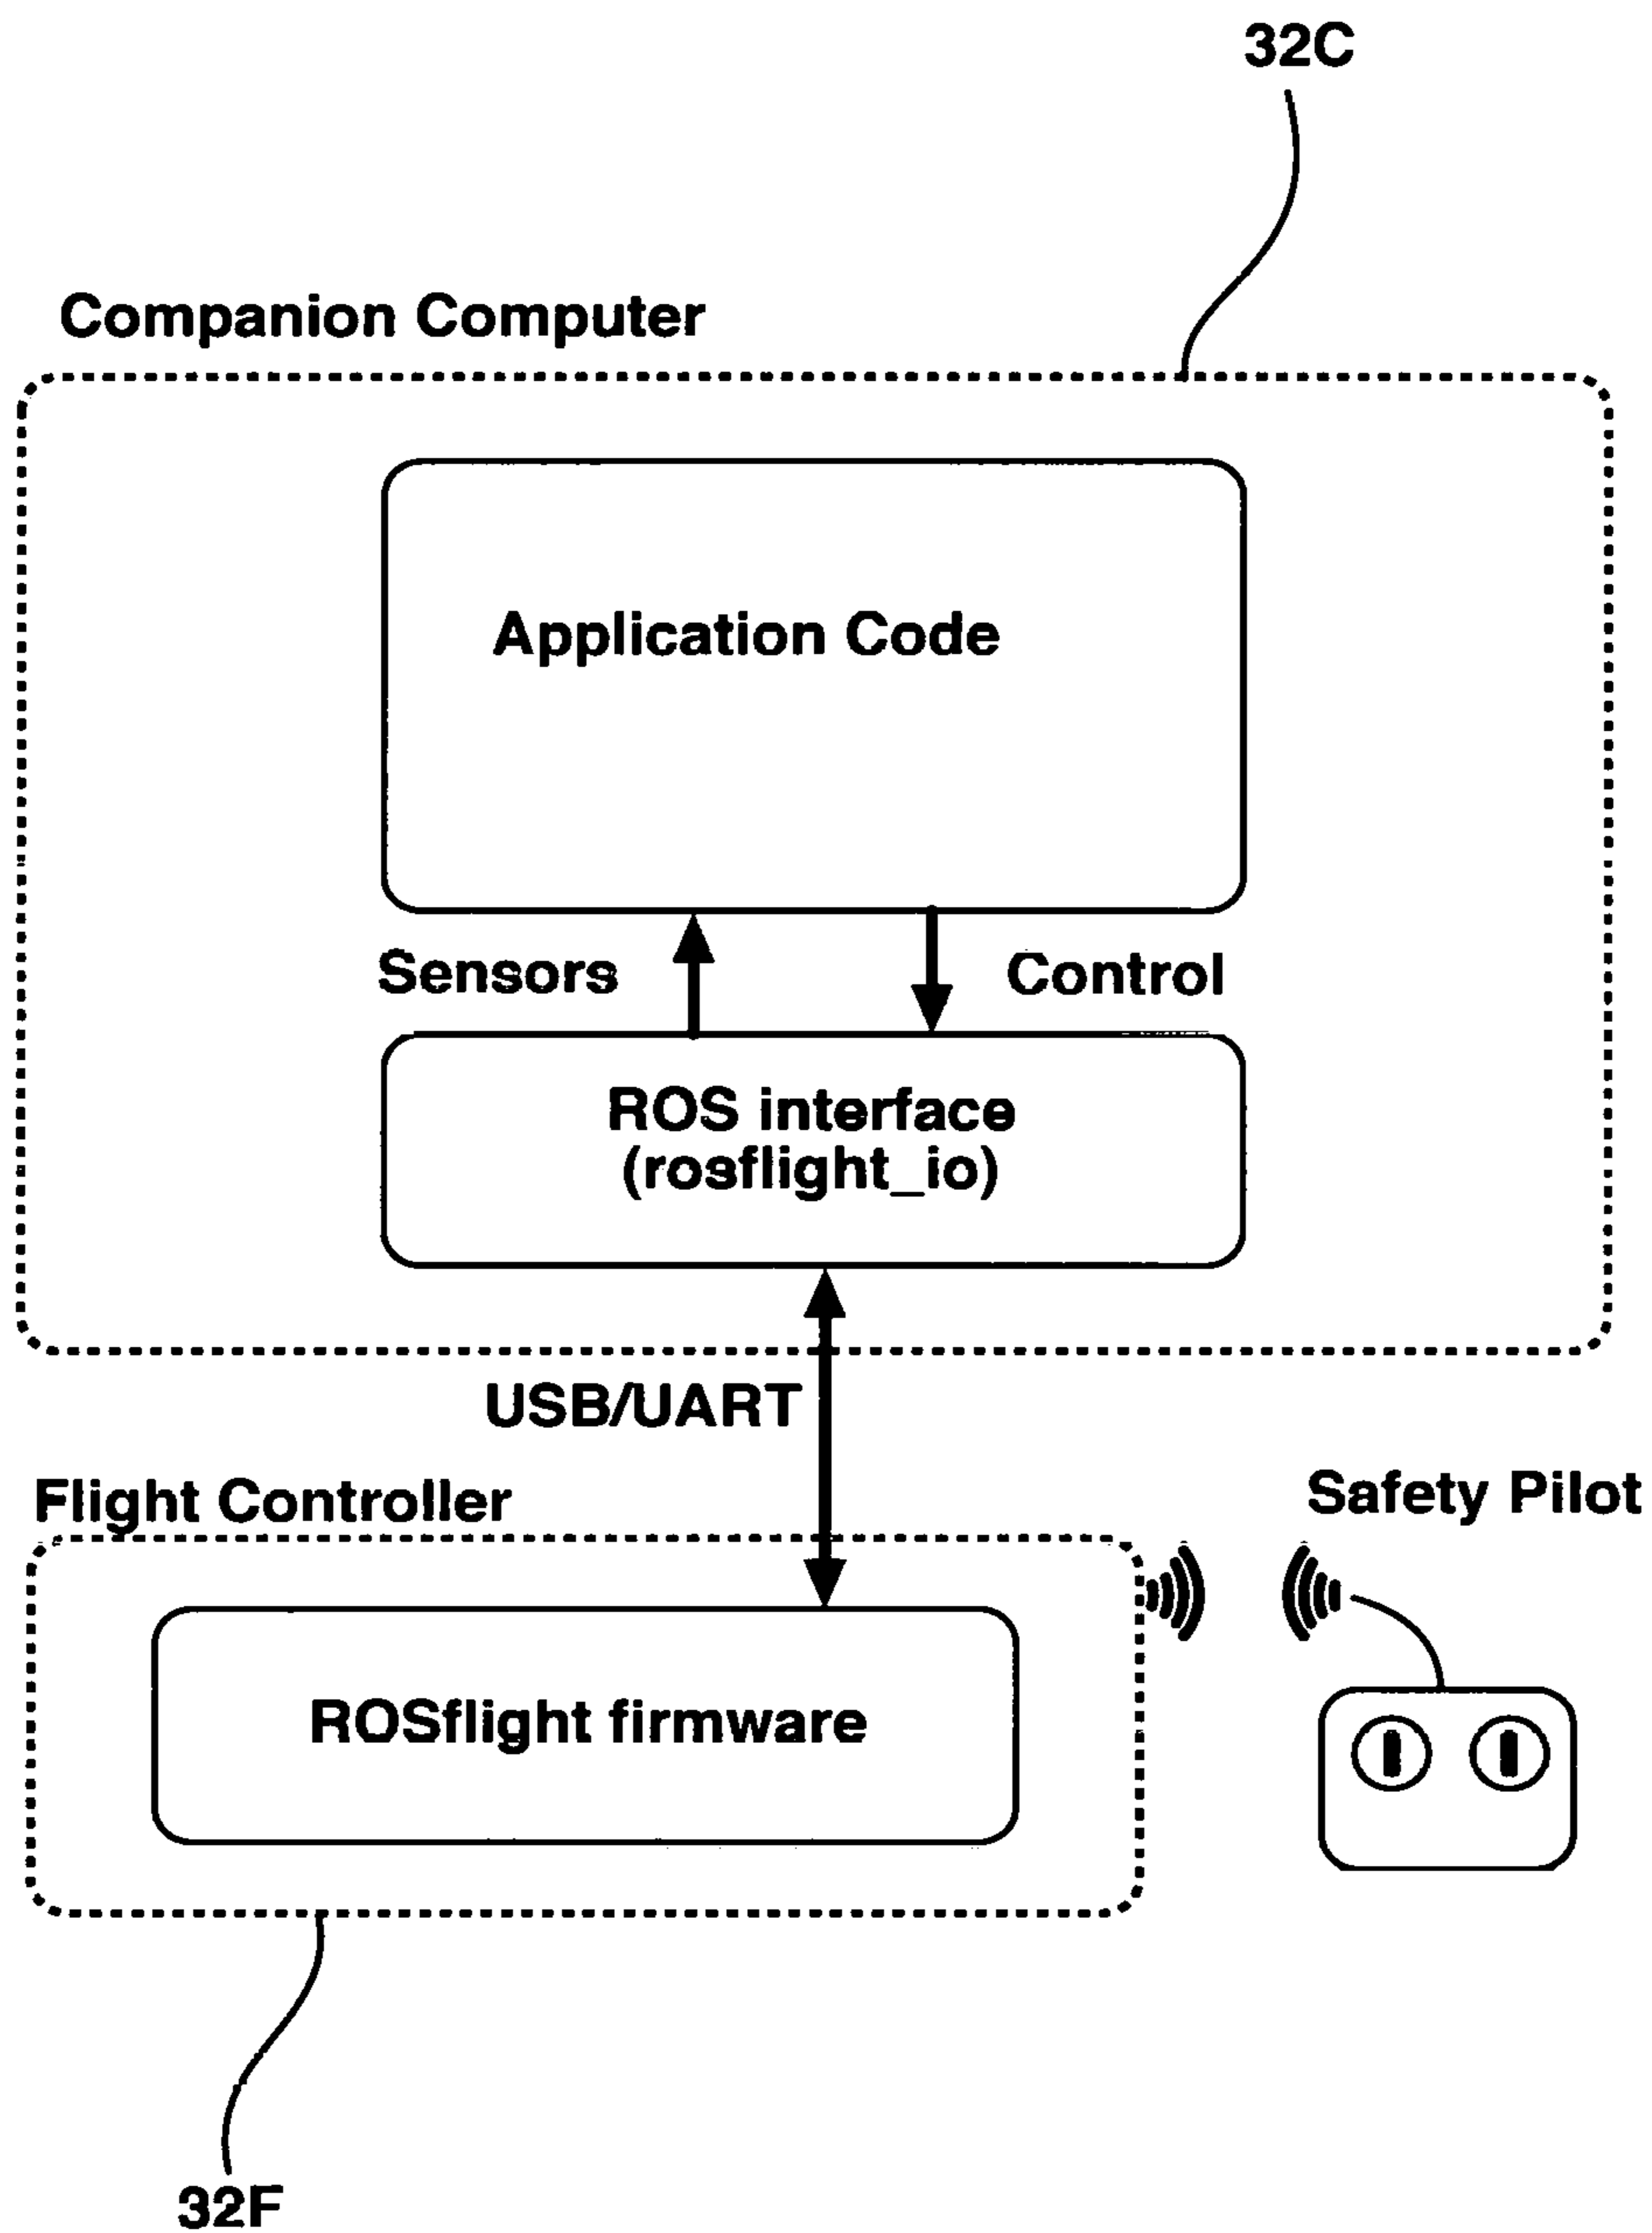 32C
Companion Computer
Application Code
Sensors
Control
ROS interface
(rosflight_io)
USB/UART
Flight Controller
Safety Pilot
ROSflight firmware
32F